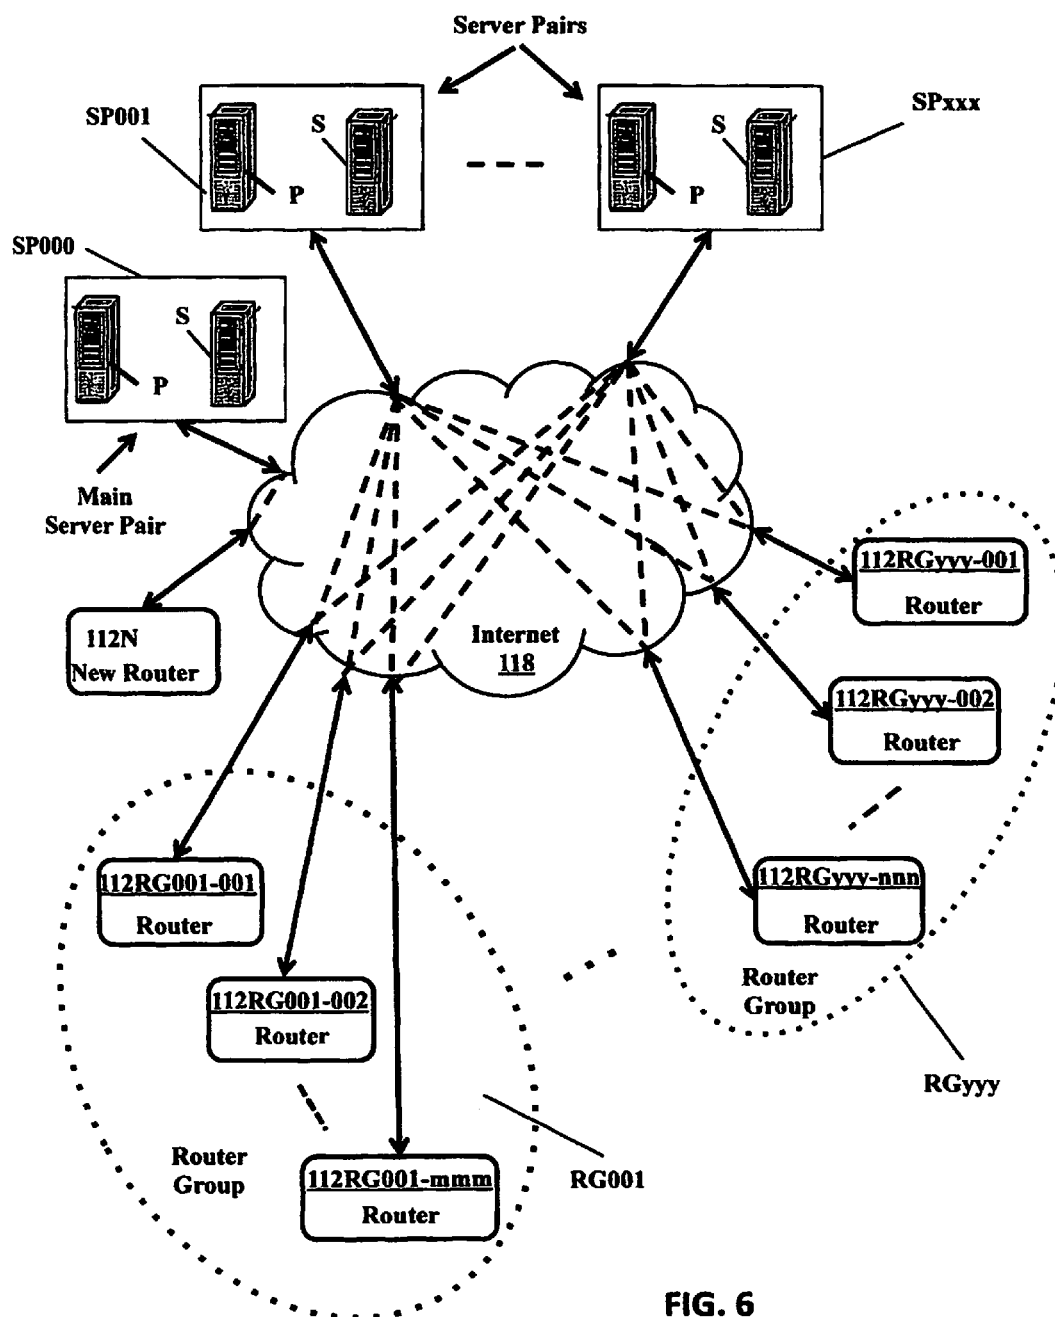 Server Pairs
SP001
S
P
SPxxx
S
P
SP000
S
P
Main
Server Pair
112N
New Router
Internet
118
112RGyyy-001
Router
112RGyyy-002
Router
112RGyyy-nnn
Router
Router
Group
RGyyy
112RG001-001
Router
112RG001-002
Router
112RG001-mmm
Router
Router
Group
RG001
FIG. 6